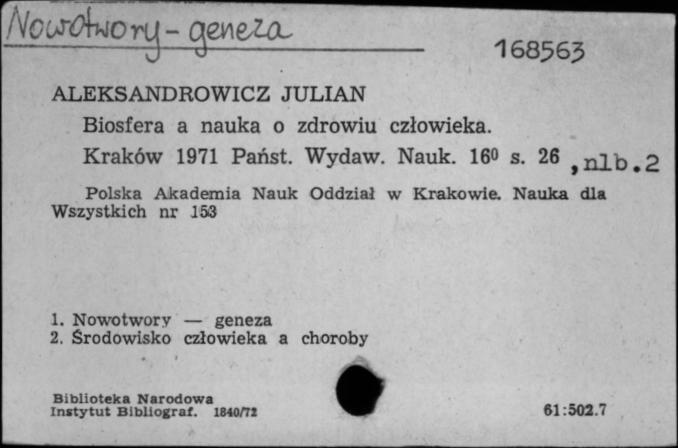 Nowotwory - geneza
168563
ALEKSANDROWICZ JULIAN
Biosfera a nauka o zdrowiu człowieka.
Kraków 1971 Państ. Wydaw. Nauk. 16⁰ s. 26 , nlb.2
Polska Akademia Nauk Oddział w Krakowie. Nauka dla
Wszystkich nr 153
1. Nowotwory — geneza
2. Środowisko człowieka a choroby
Biblioteka Narodowa
Instytut Bibliograf. 1840/72
61:502.7